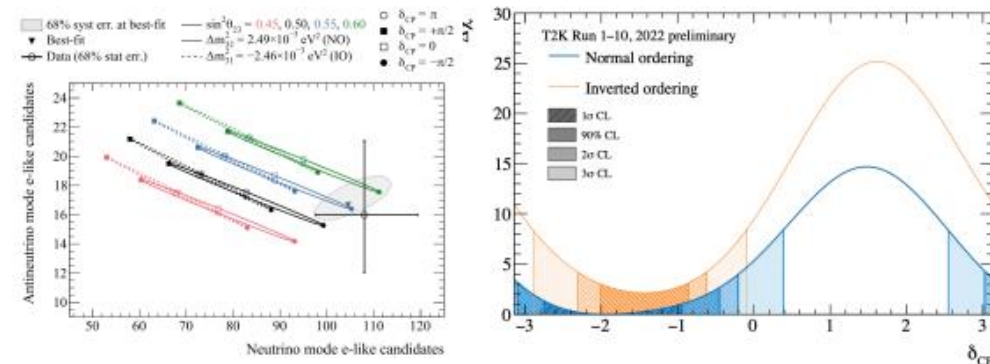 68% syst err. at best-fit
Best-fit
Data (68% stat err.)
sin²θ₂₃ = 0.45, 0.50, 0.55, 0.60
Δm²₃₂ = 2.49×10⁻³ eV² (NO)
Δm²₃₁ = −2.46×10⁻³ eV² (IO)
δCP = π
δCP = +π/2
δCP = 0
δCP = −π/2
Antineutrino mode e-like candidates
24
22
20
18
16
14
12
10
50 60 70 80 90 100 110 120
Neutrino mode e-like candidates
Δχ²
30
25
20
15
10
5
0
T2K Run 1–10, 2022 preliminary
Normal ordering
Inverted ordering
1σ CL
90% CL
2σ CL
3σ CL
-3 -2 -1 0 1 2 3
δCP